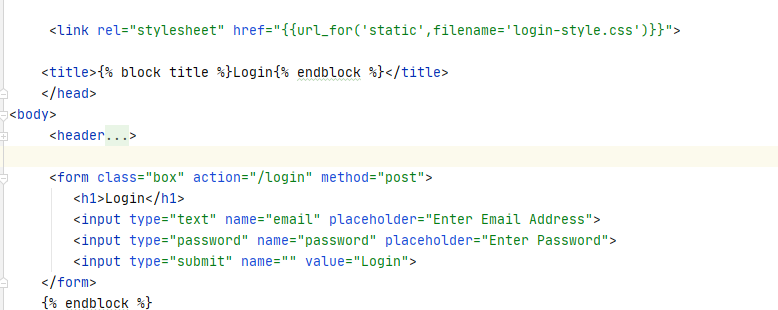 <link rel="stylesheet" href="{{url_for('static',filename='login-style.css')}}">
<title>{% block title %}Login{% endblock %}</title>
</head>
<body>
<header...>
<form class="box" action="/login" method="post">
<h1>Login</h1>
<input type="text" name="email" placeholder="Enter Email Address">
<input type="password" name="password" placeholder="Enter Password">
<input type="submit" name="" value="Login">
</form>
{% endblock %}